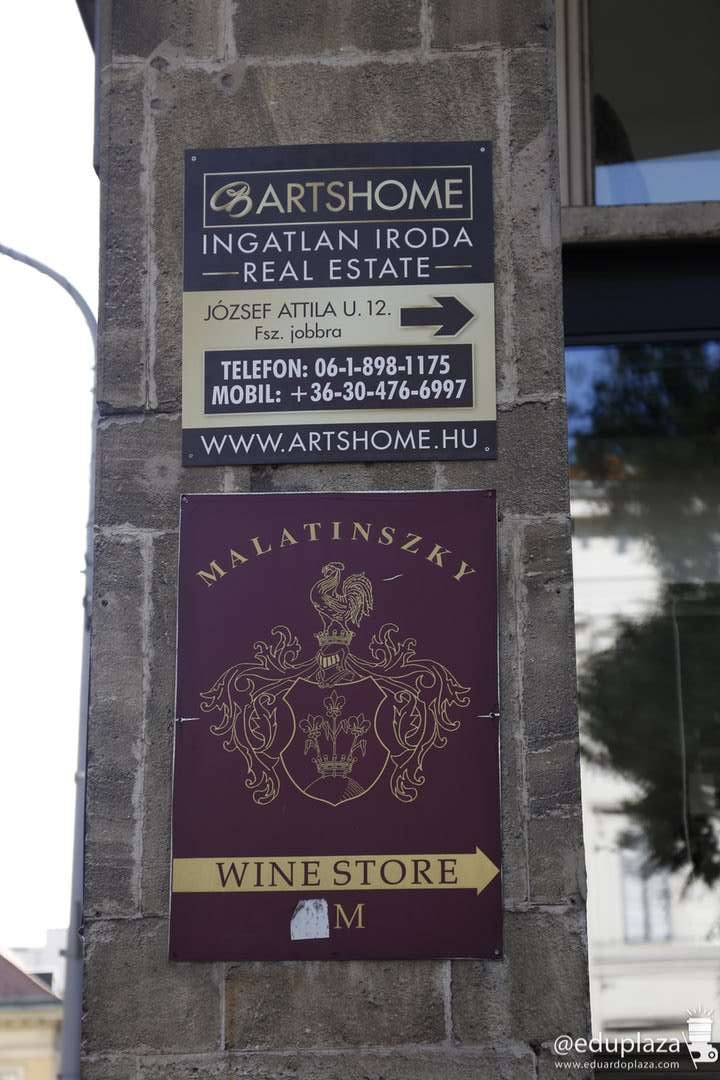 ARTSHOME
INGATLAN IRODA
REAL ESTATE
JÓZSEF ATTILA U. 12.
Fsz. jobbra
TELEFON: 06-1-898-1175
MOBIL: +36-30-476-6997
WWW.ARTSHOME.HU
MALATINSZKY
WINE STORE
M
@eduplaza
www.eduardoplaza.com